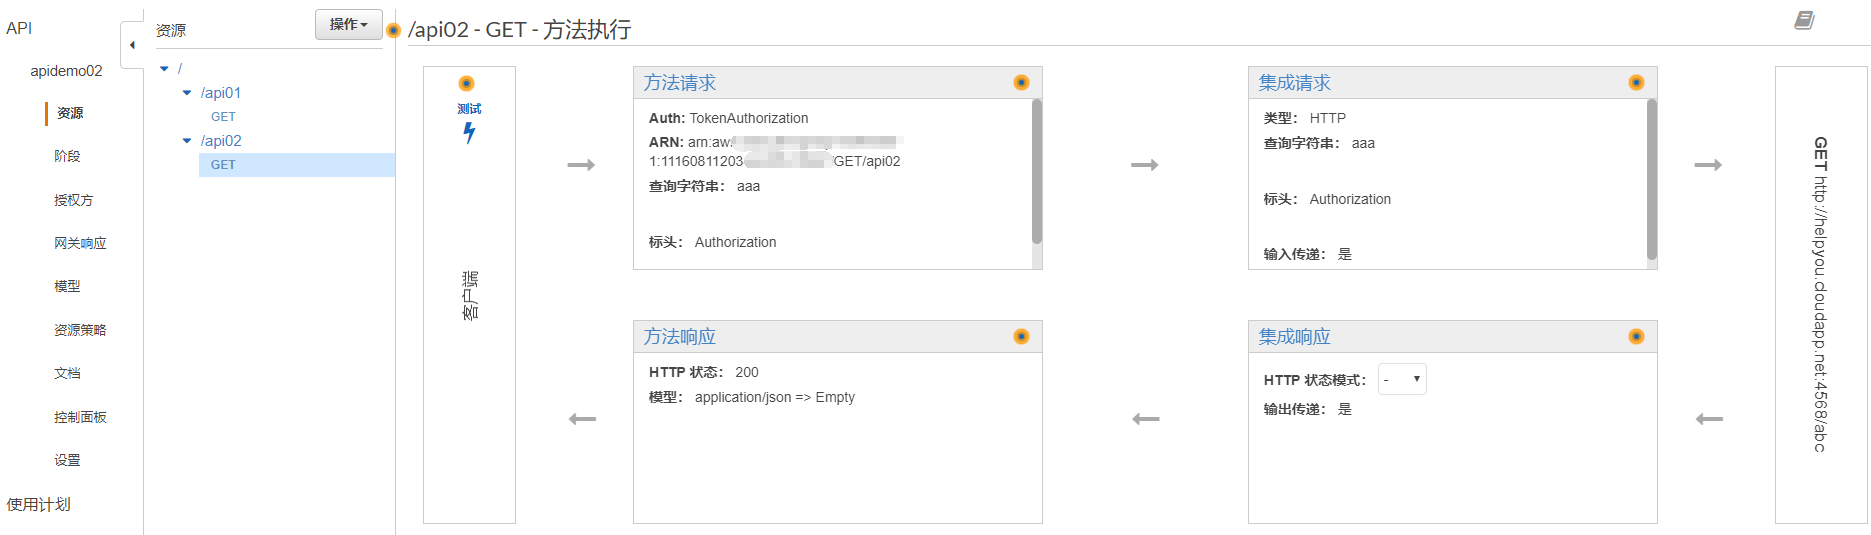 API
apidemo02
资源
阶段
授权方
网关响应
模型
资源策略
文档
控制面板
设置
使用计划
资源
操作
/
/api01
GET
/api02
GET
/api02 - GET - 方法执行
测试
客户端
方法请求
Auth: TokenAuthorization
ARN: arn:aw
1:11160811203 /GET/api02
查询字符串： aaa
标头： Authorization
集成请求
类型： HTTP
查询字符串： aaa
标头： Authorization
输入传递： 是
方法响应
HTTP 状态： 200
模型： application/json => Empty
集成响应
HTTP 状态模式： -
输出传递： 是
GET http://helpyou.cloudapp.net:4568/abc